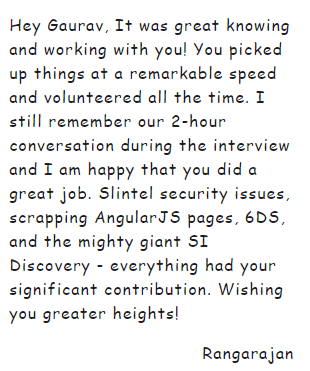 Hey Gaurav, It was great knowing
and working with you! You picked
up things at a remarkable speed
and volunteered all the time. I
still remember our 2-hour
conversation during the interview
and I am happy that you did a
great job. Slintel security issues,
scrapping AngularJS pages, 6DS,
and the mighty giant SI
Discovery - everything had your
significant contribution. Wishing
you greater heights!
Rangarajan